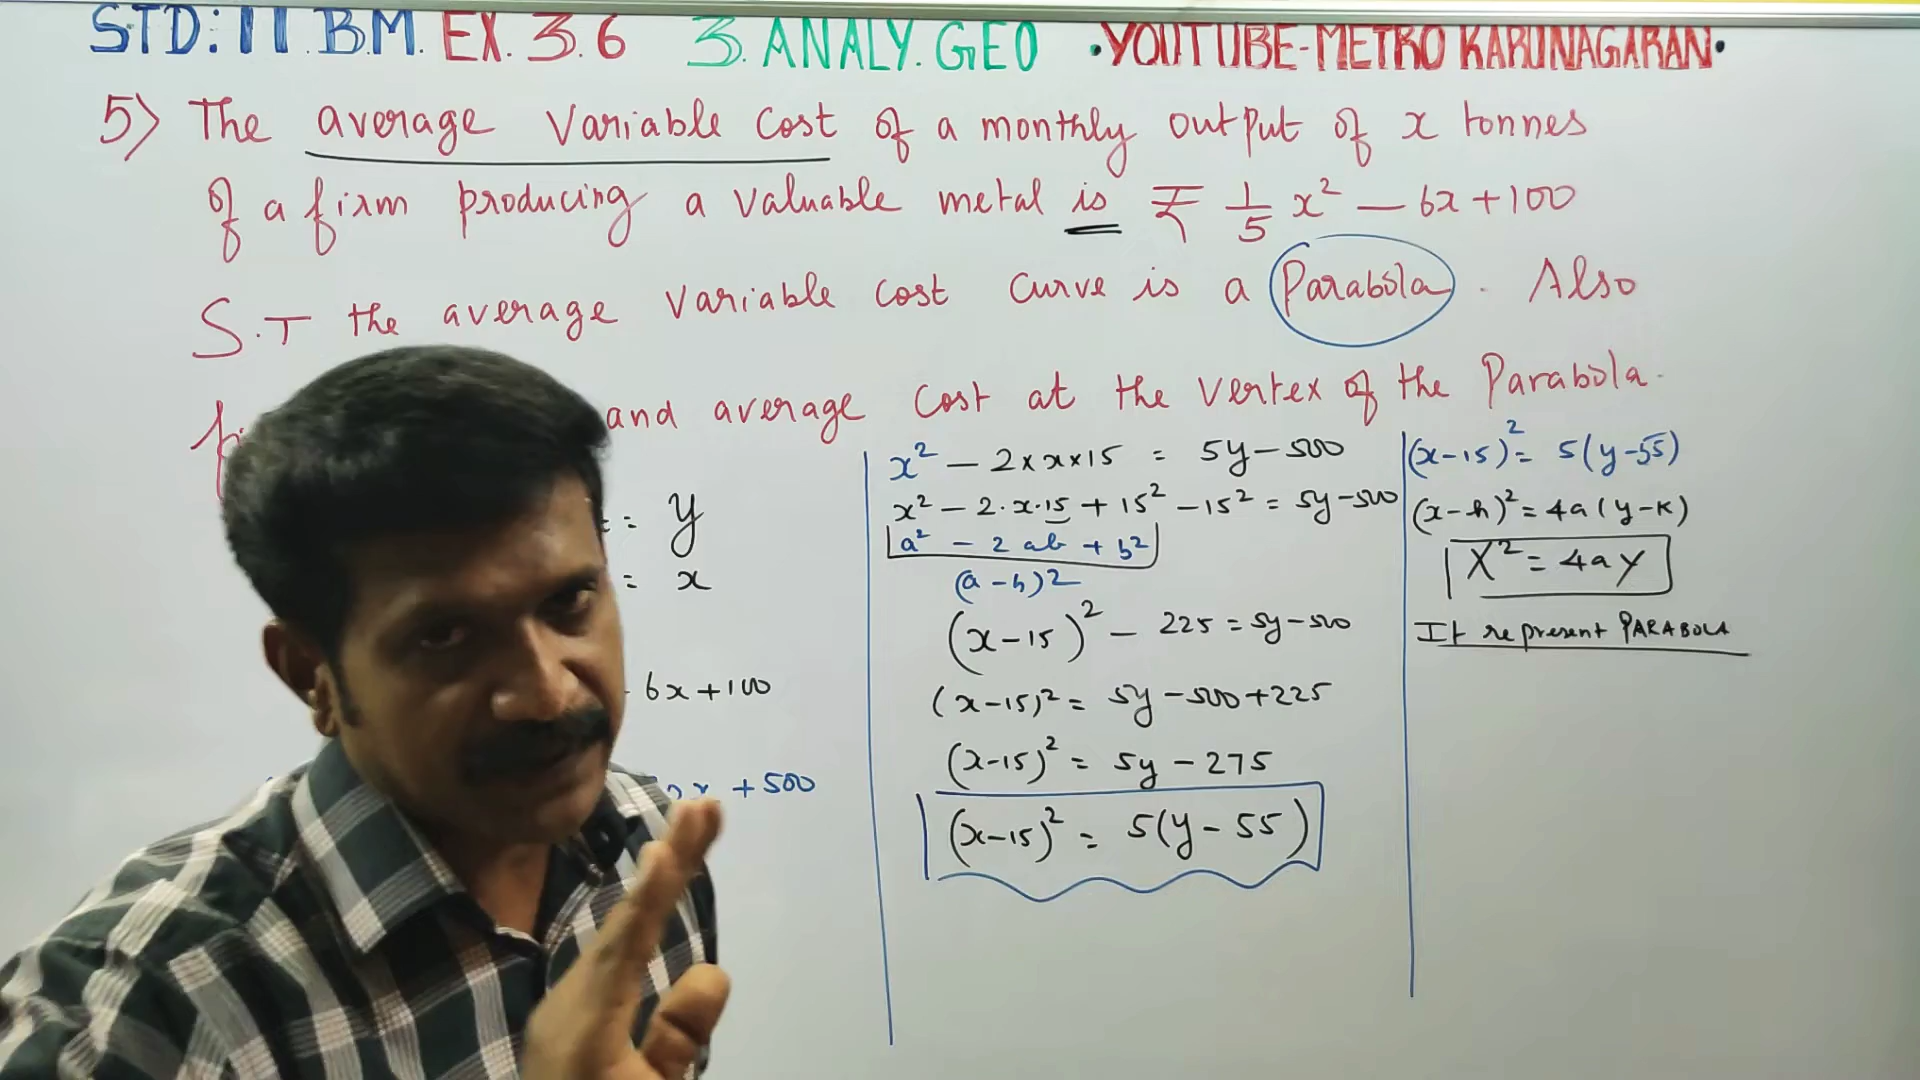 STD: 11 B.M. EX. 3.6 3. ANALY. GEO •YOUTUBE-METRO KARUNAGARAN•
5) The average variable cost of a monthly output of x tonnes
of a firm producing a valuable metal is ₹ 1/5 x² - 6x + 100
S.T the average variable cost curve is a Parabola. Also
and average cost at the vertex of the Parabola.
= y
= x
6x + 100
+ 500
x² - 2 × x × 15 = 5y - 500
x² - 2·x·15 + 15² - 15² = 5y - 500
a² - 2ab + b²
(a - b)2
(x - 15)² - 225 = 5y - 500
(x - 15)² = 5y - 500 + 225
(x - 15)² = 5y - 275
(x - 15)² = 5(y - 55)
(x - 15)² = 5(y - 55)
(x - h)² = 4a(y - k)
X² = 4ay
It represent PARABOLA